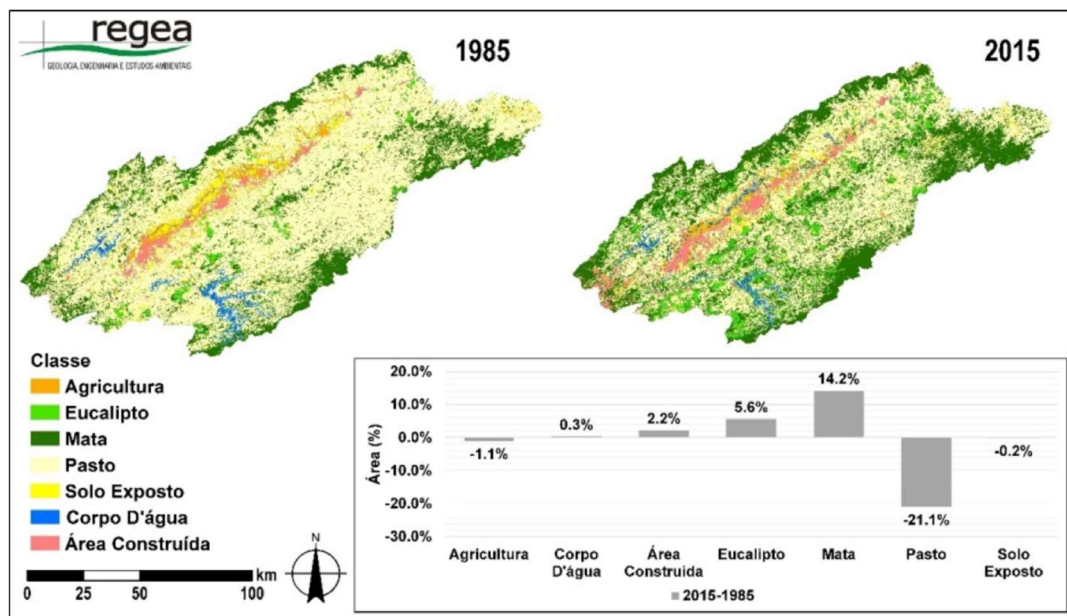 regea
GEOLOGIA, ENGENHARIA E ESTUDOS AMBIENTAIS
1985
2015
Classe
Agricultura
Eucalipto
Mata
Pasto
Solo Exposto
Corpo D'água
Área Construída
0 25 50 100 km
N
Área (%)
20.0%
10.0%
0.0%
-10.0%
-20.0%
-30.0%
-1.1%
0.3%
2.2%
5.6%
14.2%
-21.1%
-0.2%
Agricultura
Corpo D'água
Área Construida
Eucalipto
Mata
Pasto
Solo Exposto
2015-1985